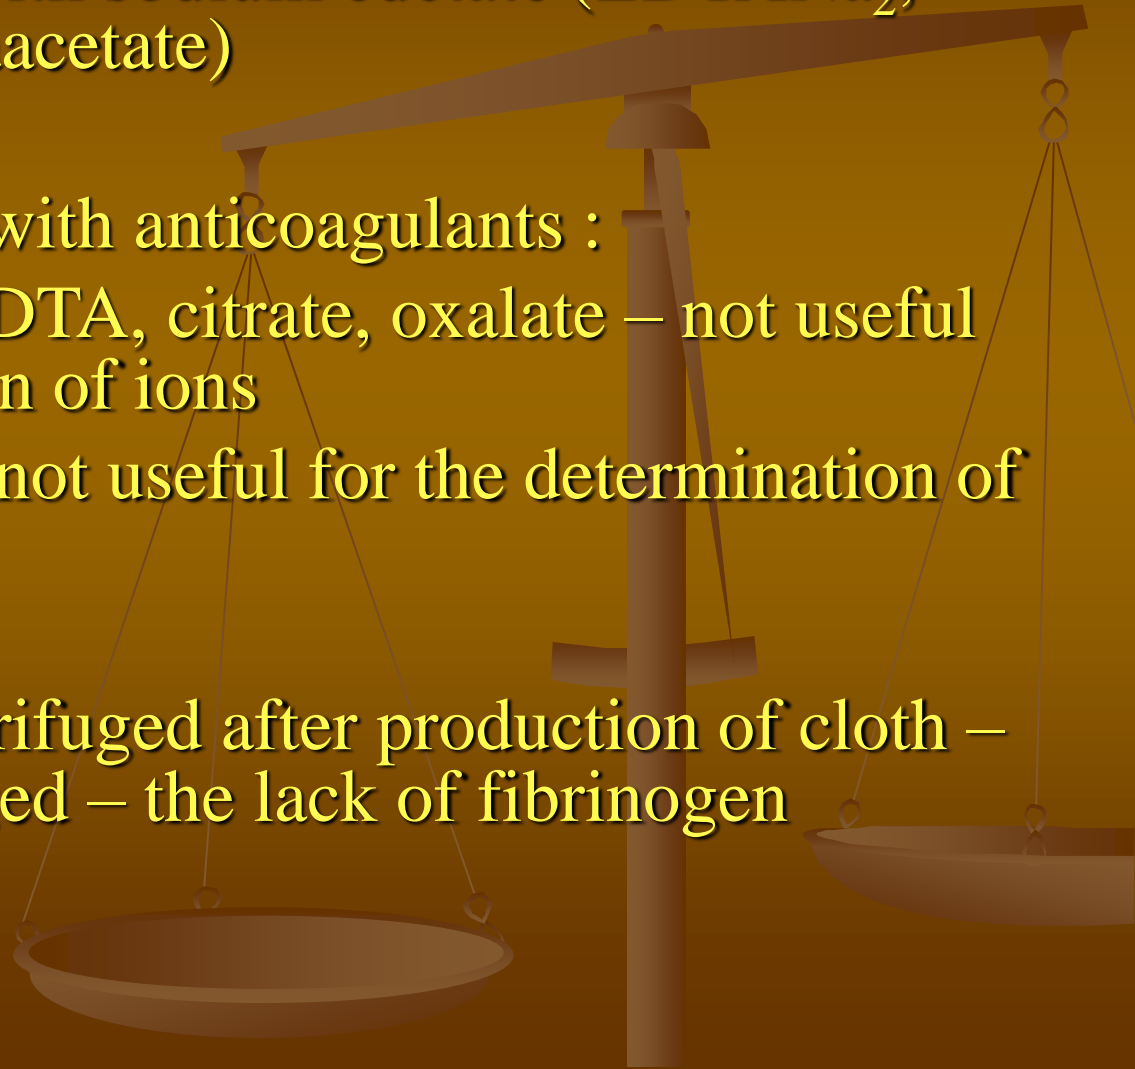 acetate)
with anticoagulants :
DTA, citrate, oxalate – not useful
n of ions
not useful for the determination of
rifuged after production of cloth –
ed – the lack of fibrinogen